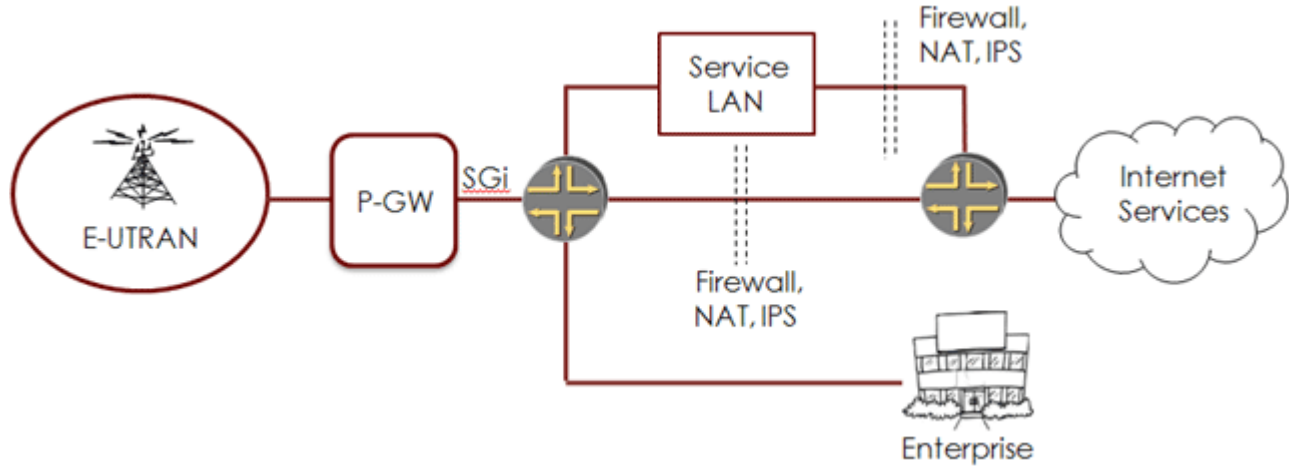 Firewall,
NAT, IPS
Service
LAN
SGi
P-GW
E-UTRAN
Internet
Services
Firewall,
NAT, IPS
Enterprise